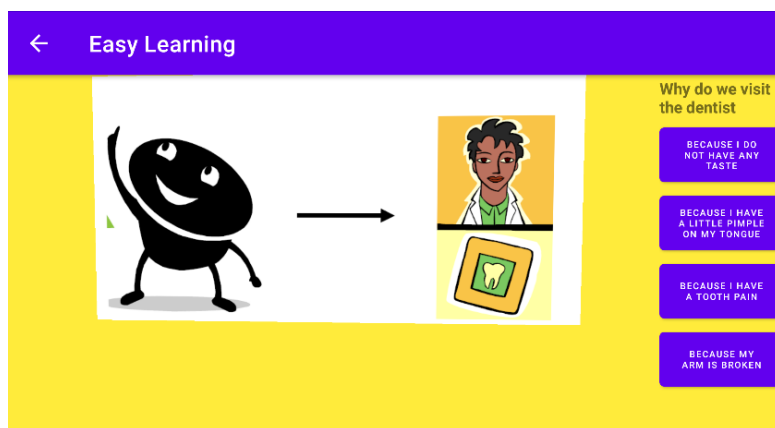 Easy Learning
Why do we visit
the dentist
BECAUSE I DO
NOT HAVE ANY
TASTE
BECAUSE I HAVE
A LITTLE PIMPLE
ON MY TONGUE
BECAUSE I HAVE
A TOOTH PAIN
BECAUSE MY
ARM IS BROKEN